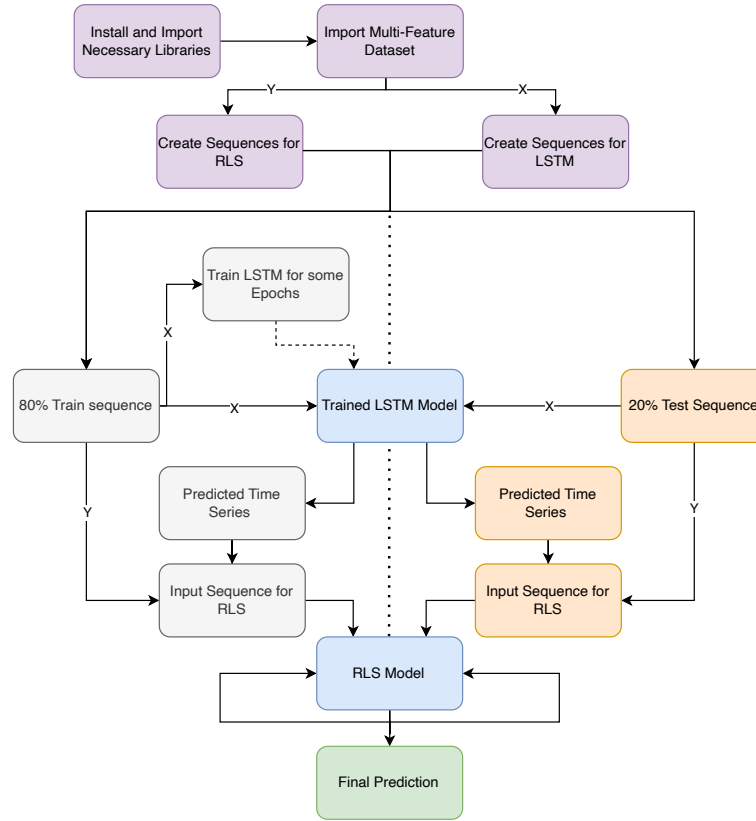 Install and Import
Necessary Libraries
Import Multi-Feature
Dataset
Y
X
Create Sequences for
RLS
Create Sequences for
LSTM
Train LSTM for some
Epochs
X
80% Train sequence
X
Trained LSTM Model
X
20% Test Sequence
Y
Predicted Time
Series
Predicted Time
Series
Y
Input Sequence for
RLS
Input Sequence for
RLS
RLS Model
Final Prediction